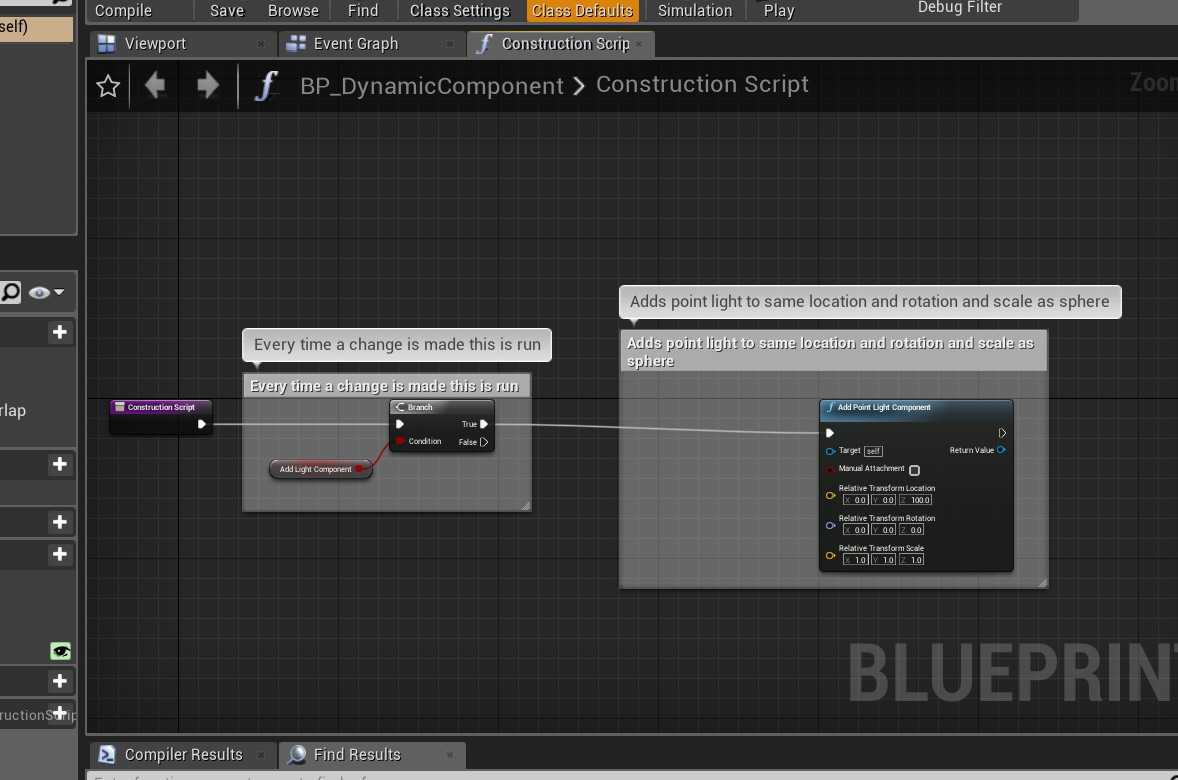 Compile Save Browse Find Class Settings Class Defaults Simulation Play Debug Filter
self)
Viewport Event Graph Construction Scrip
BP_DynamicComponent Construction Script Zoom
Adds point light to same location and rotation and scale as sphere
Every time a change is made this is run
Adds point light to same location and rotation and scale as
sphere
Every time a change is made this is run
Construction Script
Branch
True
Condition False
Add Light Component
Add Point Light Component
Target self Return Value
Manual Attachment
Relative Transform Location
X 0.0 Y 0.0 Z 100.0
Relative Transform Rotation
X 0.0 Y 0.0 Z 0.0
Relative Transform Scale
X 1.0 Y 1.0 Z 1.0
rlap
BLUEPRINT
ructionScrip
Compiler Results Find Results